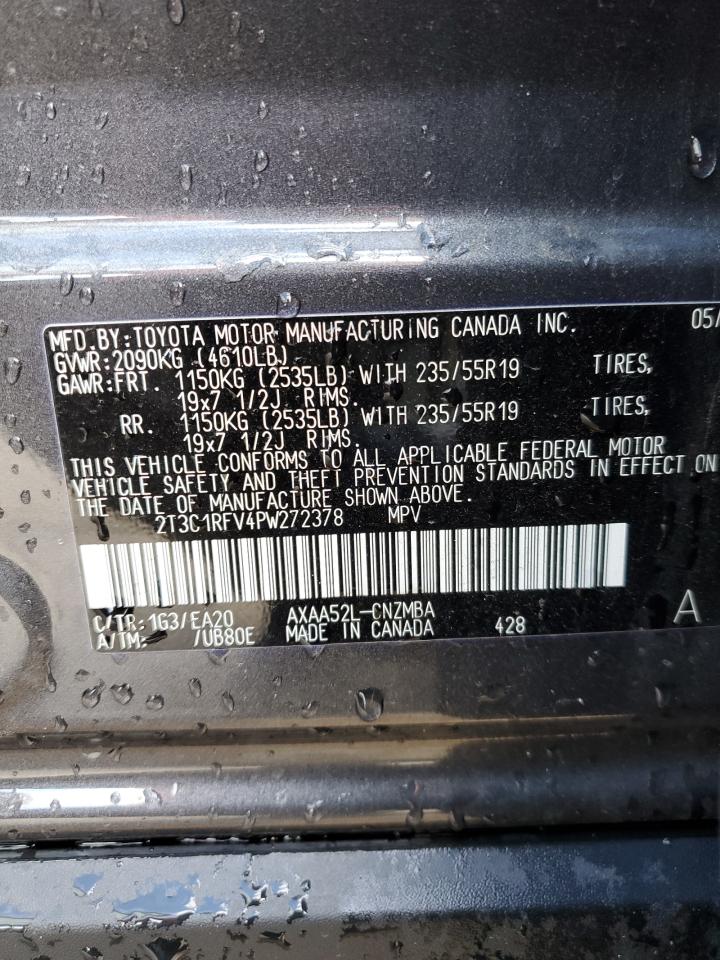 MFD.BY:TOYOTA MOTOR MANUFACTURING CANADA INC. 05/
GVWR:2090KG (4610LB)
GAWR:FRT. 1150KG (2535LB) WITH 235/55R19 TIRES,
19x7 1/2J RIMS.
RR. 1150KG (2535LB) WITH 235/55R19 TIRES,
19x7 1/2J RIMS.
THIS VEHICLE CONFORMS TO ALL APPLICABLE FEDERAL MOTOR
VEHICLE SAFETY AND THEFT PREVENTION STANDARDS IN EFFECT ON
THE DATE OF MANUFACTURE SHOWN ABOVE.
2T3C1RFV4PW272378 MPV
C/TR:1G3/EA20 AXAA52L-CNZMBA A
A/TM: /UB80E MADE IN CANADA 428